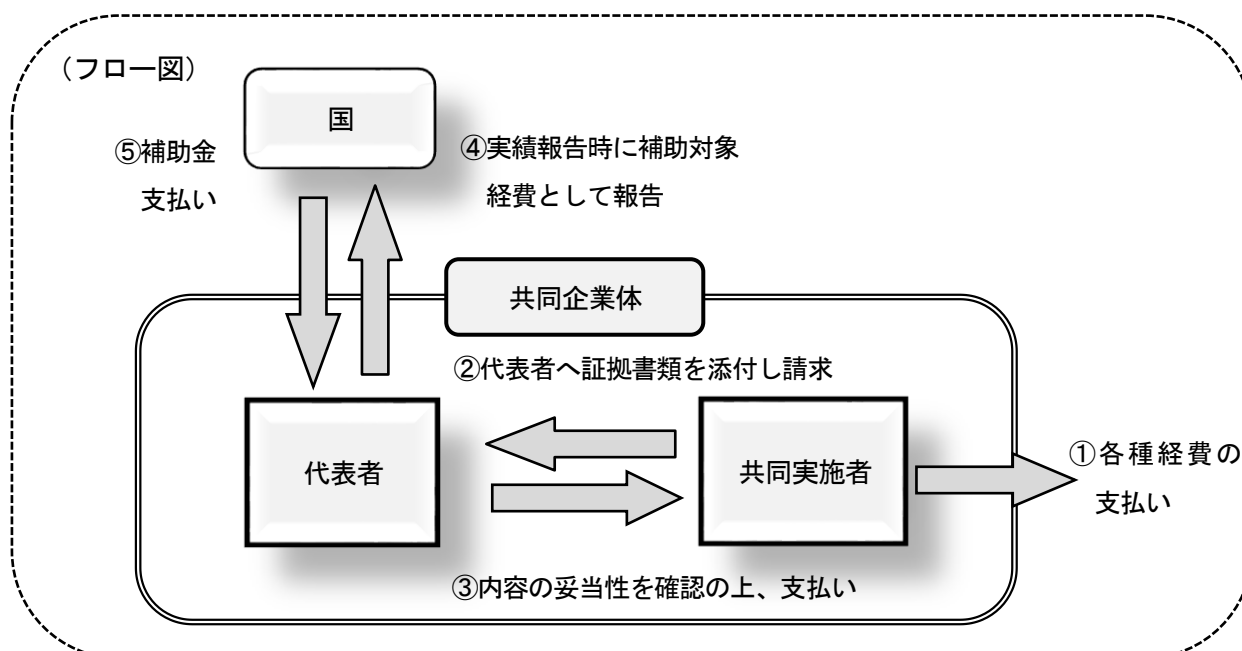 （フロー図）
国
⑤補助金
支払い
④実績報告時に補助対象
経費として報告
共同企業体
②代表者へ証拠書類を添付し請求
代表者
共同実施者
①各種経費の
支払い
③内容の妥当性を確認の上、支払い